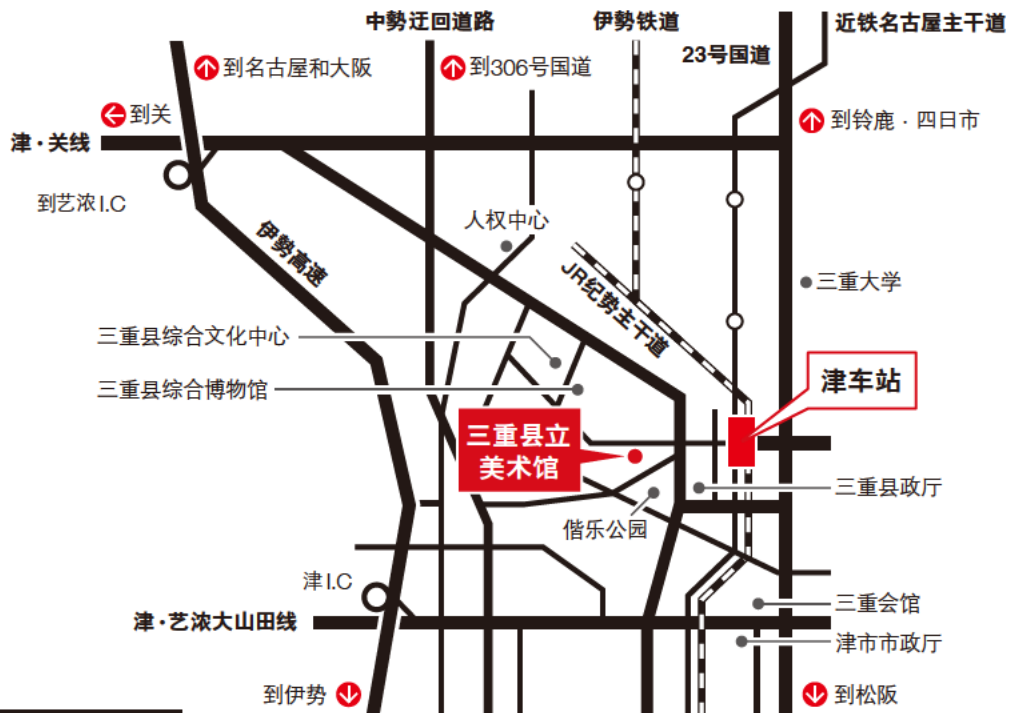 中勢迂回道路
伊勢铁道
近铁名古屋主干道
23号国道
到名古屋和大阪
到306号国道
到关
到铃鹿·四日市
津·关线
到艺浓I.C
人权中心
伊勢高速
JR纪势主干道
三重大学
三重县综合文化中心
津车站
三重县综合博物馆
三重县立
美术馆
三重县政厅
偕乐公园
津I.C
三重会馆
津·艺浓大山田线
津市市政厅
到伊势
到松阪